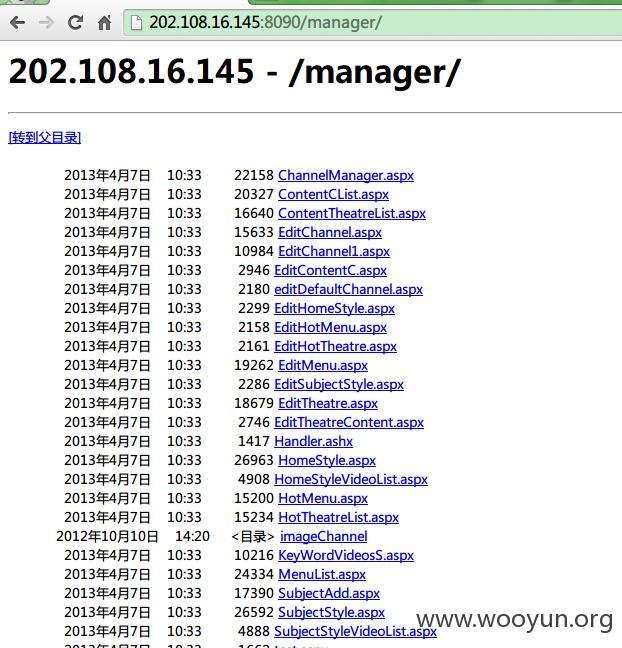 202.108.16.145:8090/manager/
202.108.16.145 - /manager/
[转到父目录]
2013年4月7日 10:33 22158 ChannelManager.aspx
2013年4月7日 10:33 20327 ContentCList.aspx
2013年4月7日 10:33 16640 ContentTheatreList.aspx
2013年4月7日 10:33 15633 EditChannel.aspx
2013年4月7日 10:33 10984 EditChannel1.aspx
2013年4月7日 10:33 2946 EditContentC.aspx
2013年4月7日 10:33 2180 editDefaultChannel.aspx
2013年4月7日 10:33 2299 EditHomeStyle.aspx
2013年4月7日 10:33 2158 EditHotMenu.aspx
2013年4月7日 10:33 2161 EditHotTheatre.aspx
2013年4月7日 10:33 19262 EditMenu.aspx
2013年4月7日 10:33 2286 EditSubjectStyle.aspx
2013年4月7日 10:33 18679 EditTheatre.aspx
2013年4月7日 10:33 2746 EditTheatreContent.aspx
2013年4月7日 10:33 1417 Handler.ashx
2013年4月7日 10:33 26963 HomeStyle.aspx
2013年4月7日 10:33 4908 HomeStyleVideoList.aspx
2013年4月7日 10:33 15200 HotMenu.aspx
2013年4月7日 10:33 15234 HotTheatreList.aspx
2012年10月10日 14:20 <目录> imageChannel
2013年4月7日 10:33 10216 KeyWordVideosS.aspx
2013年4月7日 10:33 24334 MenuList.aspx
2013年4月7日 10:33 17390 SubjectAdd.aspx
2013年4月7日 10:33 26592 SubjectStyle.aspx
2013年4月7日 10:33 4888 SubjectStyleVideoList.aspx
www.wooyun.org